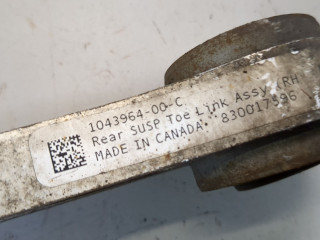 1043964-00-C
Rear SUSP Toe Link Assy, RH
MADE IN CANADA. 830017596